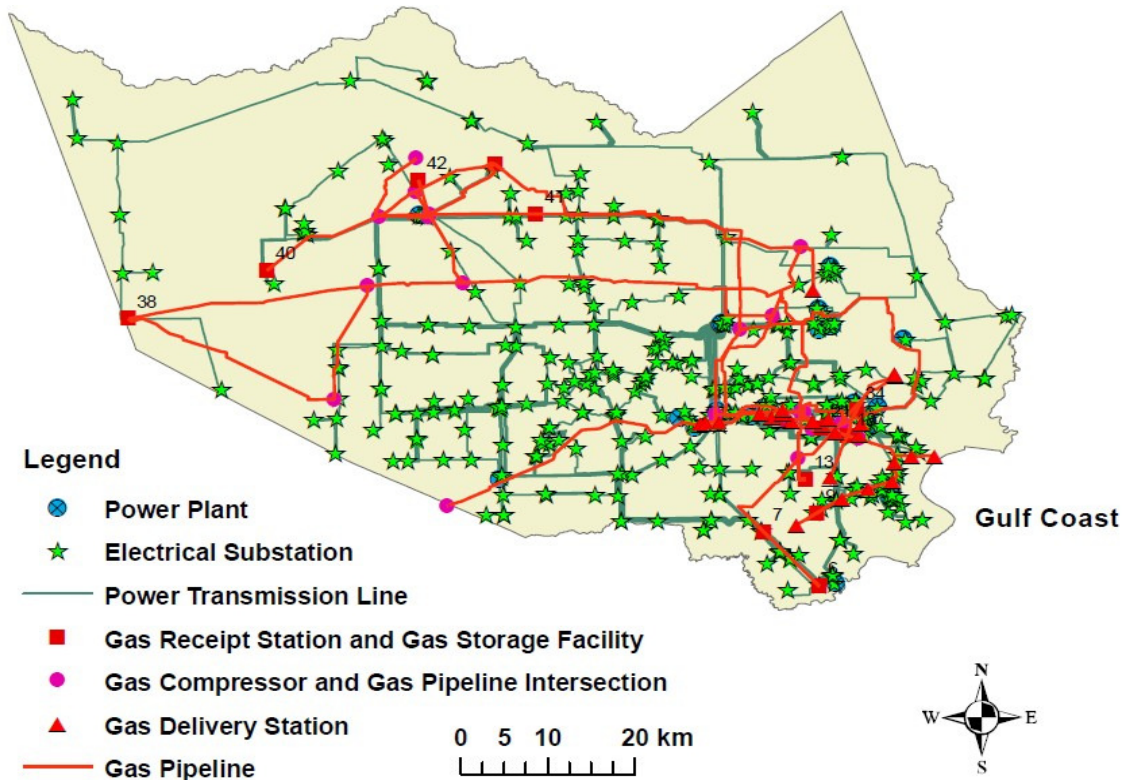 42
41
40
38
24
13
9
7
6
Legend
Power Plant
Gulf Coast
Electrical Substation
Power Transmission Line
Gas Receipt Station and Gas Storage Facility
Gas Compressor and Gas Pipeline Intersection
N
Gas Delivery Station
W E
0 5 10 20 km
S
Gas Pipeline